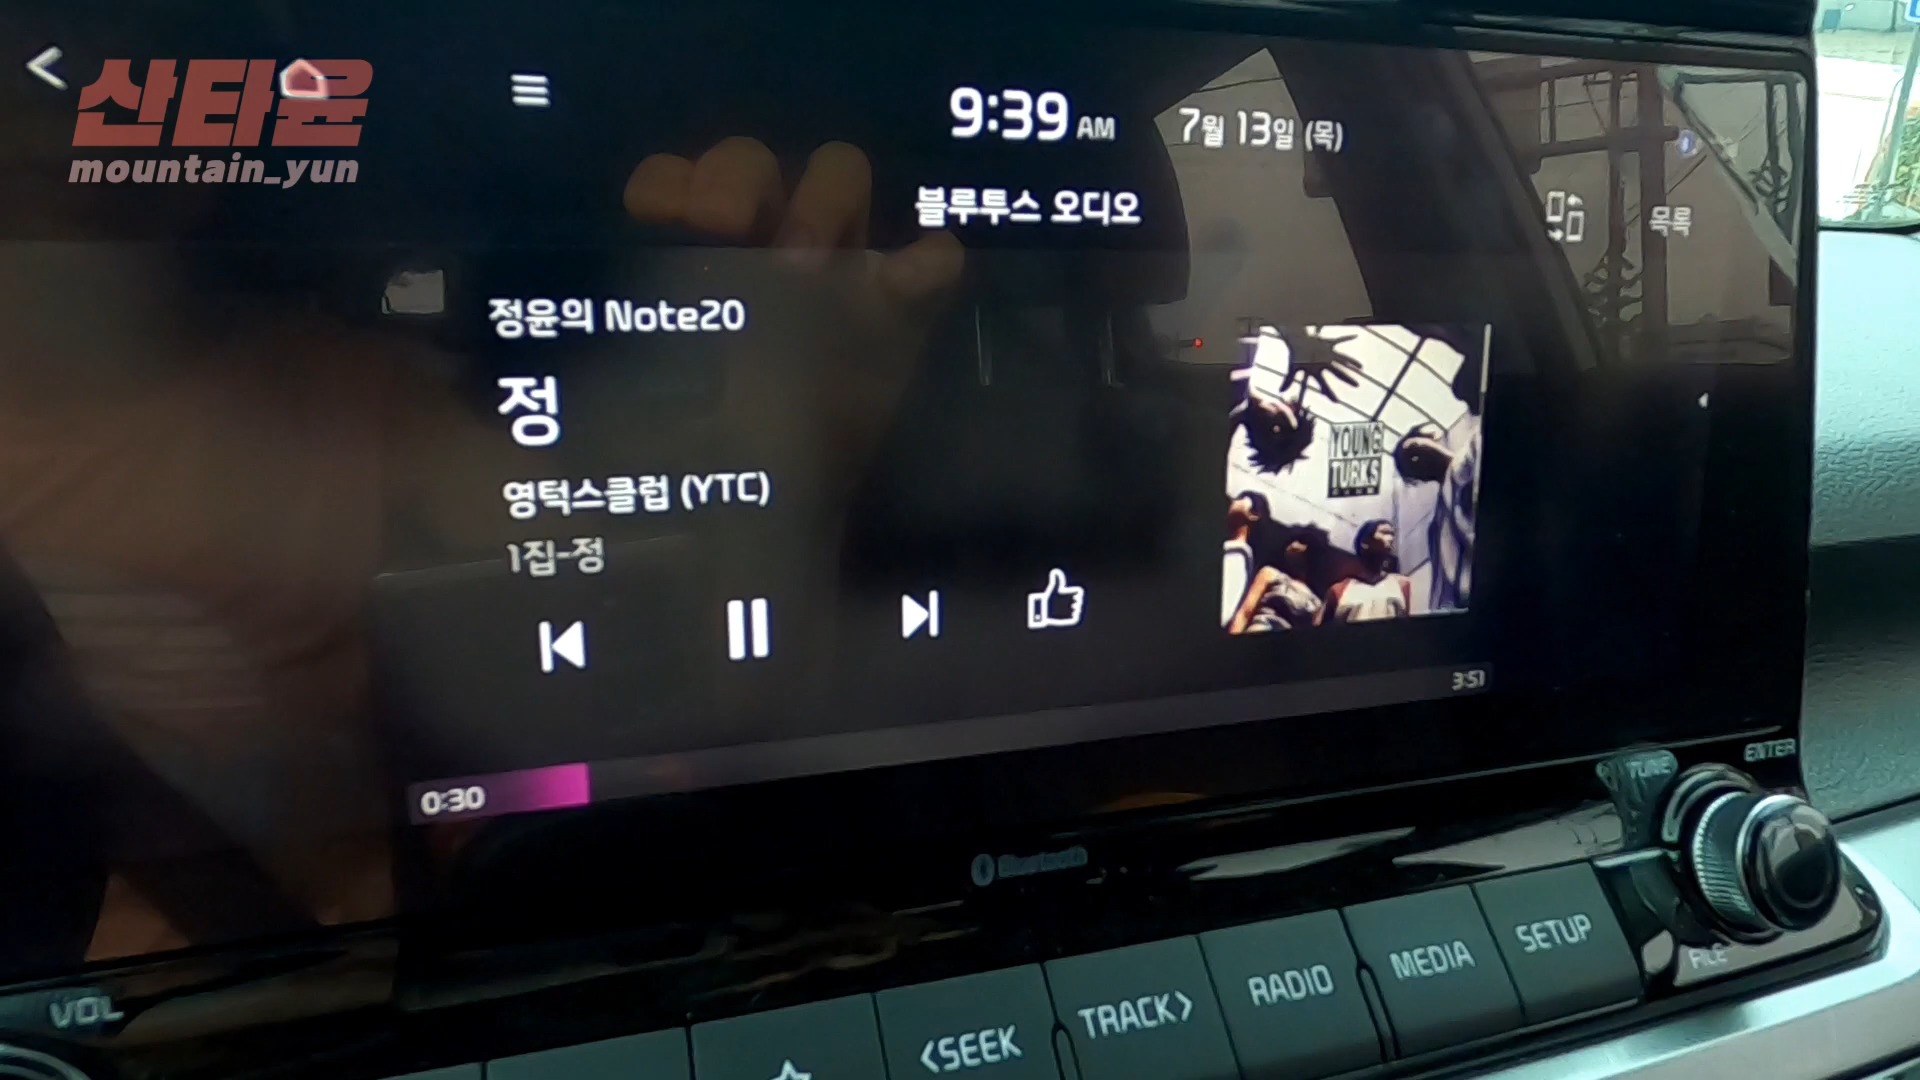 산타윤
mountain_yun
9:39 AM
7월 13일 (목)
블루투스 오디오
목록
정윤의 Note20
정
영턱스클럽 (YTC)
1집-정
YOUNG
TURKS
3:51
0:30
TUNE
ENTER
FILE
VOL
<SEEK
TRACK>
RADIO
MEDIA
SETUP